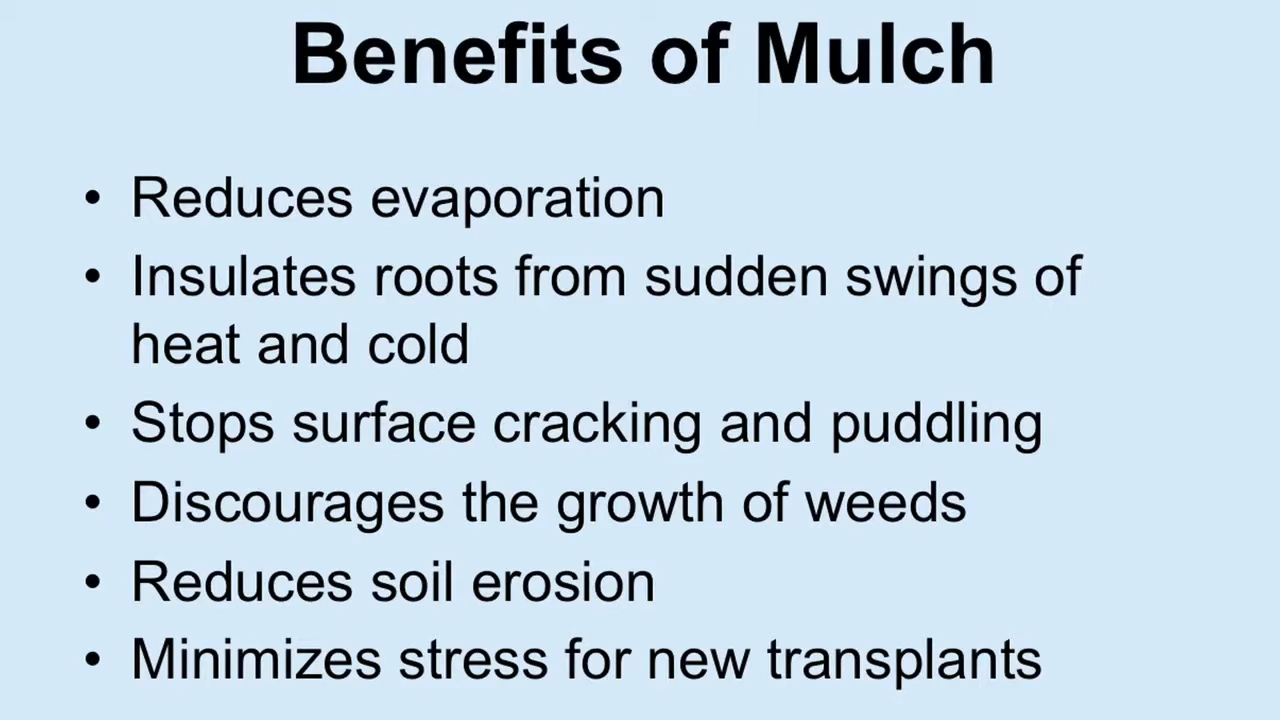 Benefits of Mulch
• Reduces evaporation
• Insulates roots from sudden swings of
heat and cold
• Stops surface cracking and puddling
• Discourages the growth of weeds
• Reduces soil erosion
• Minimizes stress for new transplants